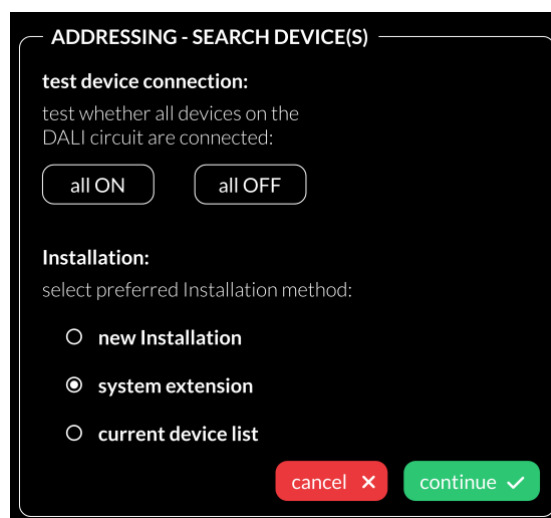 ADDRESSING - SEARCH DEVICE(S)
test device connection:
test whether all devices on the
DALI circuit are connected:
all ON
all OFF
Installation:
select preferred Installation method:
new Installation
system extension
current device list
cancel
continue